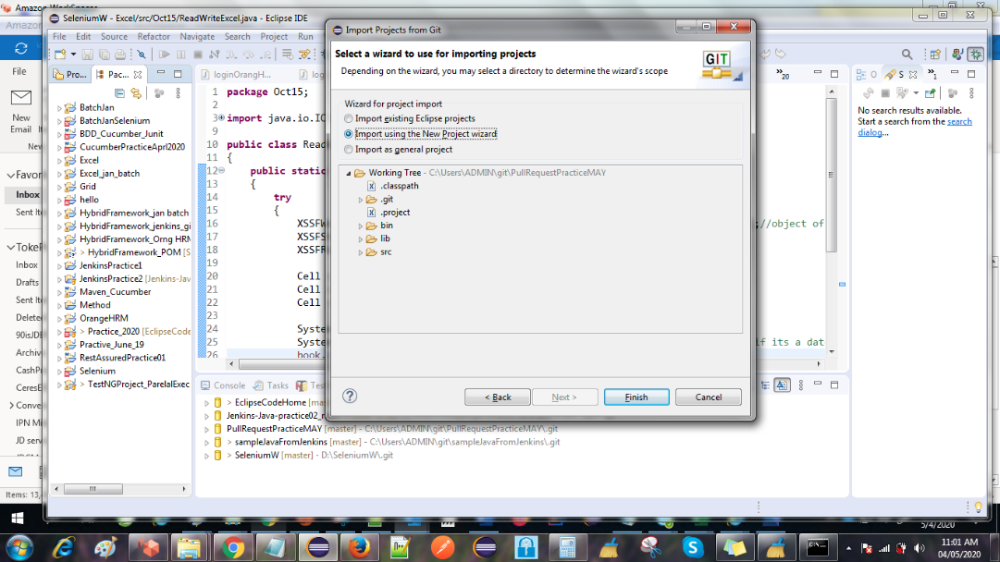 Amazon WorkSpaces
SeleniumW - Excel/src/Oct15/ReadWriteExcel.java - Eclipse IDE
Amazon
File Edit Source Refactor Navigate Search Project Run
File
New
Email
New
Favor
Inbox
Sent Ite
Toke
Inbox
Drafts
Sent Ite
Delete
90isJDE
Archiv
CashP
CeresE
Conve
IPN Mi
JD serv
Items: 13,
Pro...
Pac...
BatchJan
BatchJanSelenium
BDD_Cucumber_Junit
CucumberPracticeAprl2020
Excel
Excel_jan_batch
Grid
hello
HybridFramework_jan batch
HybridFramework_jenkins_gi
HybridFramework_Orng HRM
> HybridFramework_POM [S
JenkinsPractice1
JenkinsPractice2 [Jenkins-Jav
Maven_Cucumber
Method
OrangeHRM
> Practice_2020 [EclipseCode
Practive_June_19
RestAssuredPractice01
Selenium
> TestNGProject_ParelalExec
loginOrangH...
log
1 package Oct15;
2
3 import java.io.IO
9
10 public class Read
11 {
12 public static
13 {
14 try
15 {
16 XSSFW
;//object of
17 XSSFS
18 XSSFR
19
20 Cell
21 Cell
22 Cell
23
24 Syste
25 Syste
if its a dat
26 book.
Import Projects from Git
Select a wizard to use for importing projects
Depending on the wizard, you may select a directory to determine the wizard's scope
GIT
Wizard for project import
Import existing Eclipse projects
Import using the New Project wizard
Import as general project
Working Tree - C:\Users\ADMIN\git\PullRequestPracticeMAY
.classpath
.git
.project
bin
lib
src
? < Back Next > Finish Cancel
20
O
S
1
No search results available.
Start a search from the search
dialog...
Console Tasks Test
> EclipseCodeHome [mas
Jenkins-Java-practice02_
PullRequestPracticeMAY [master] - C:\Users\ADMIN\git\PullRequestPracticeMAY\.git
> sampleJavaFromJenkins [master] - C:\Users\ADMIN\git\sampleJavaFromJenkins\.git
> SeleniumW [master] - D:\SeleniumW\.git
5/4/2020
11:01 AM
04/05/2020